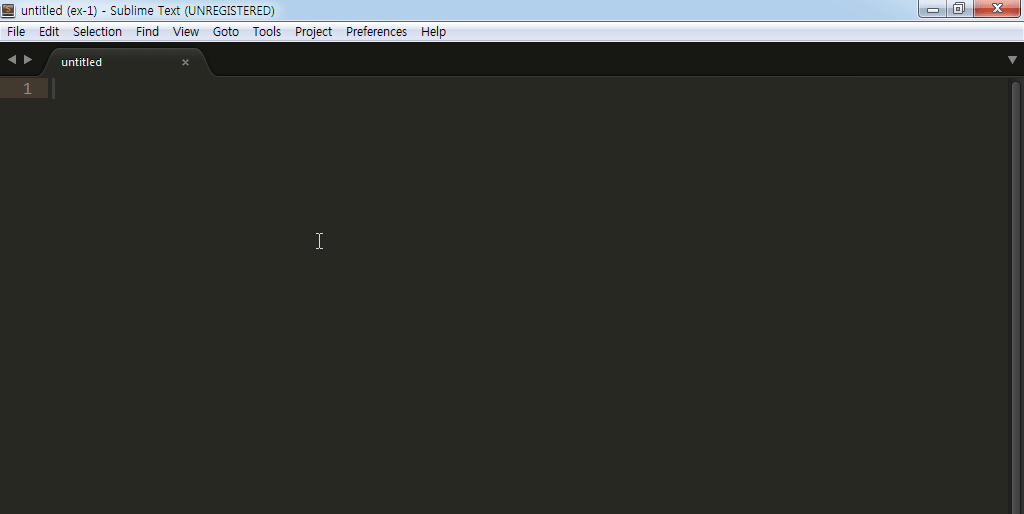 untitled (ex-1) - Sublime Text (UNREGISTERED)
File Edit Selection Find View Goto Tools Project Preferences Help
untitled
1